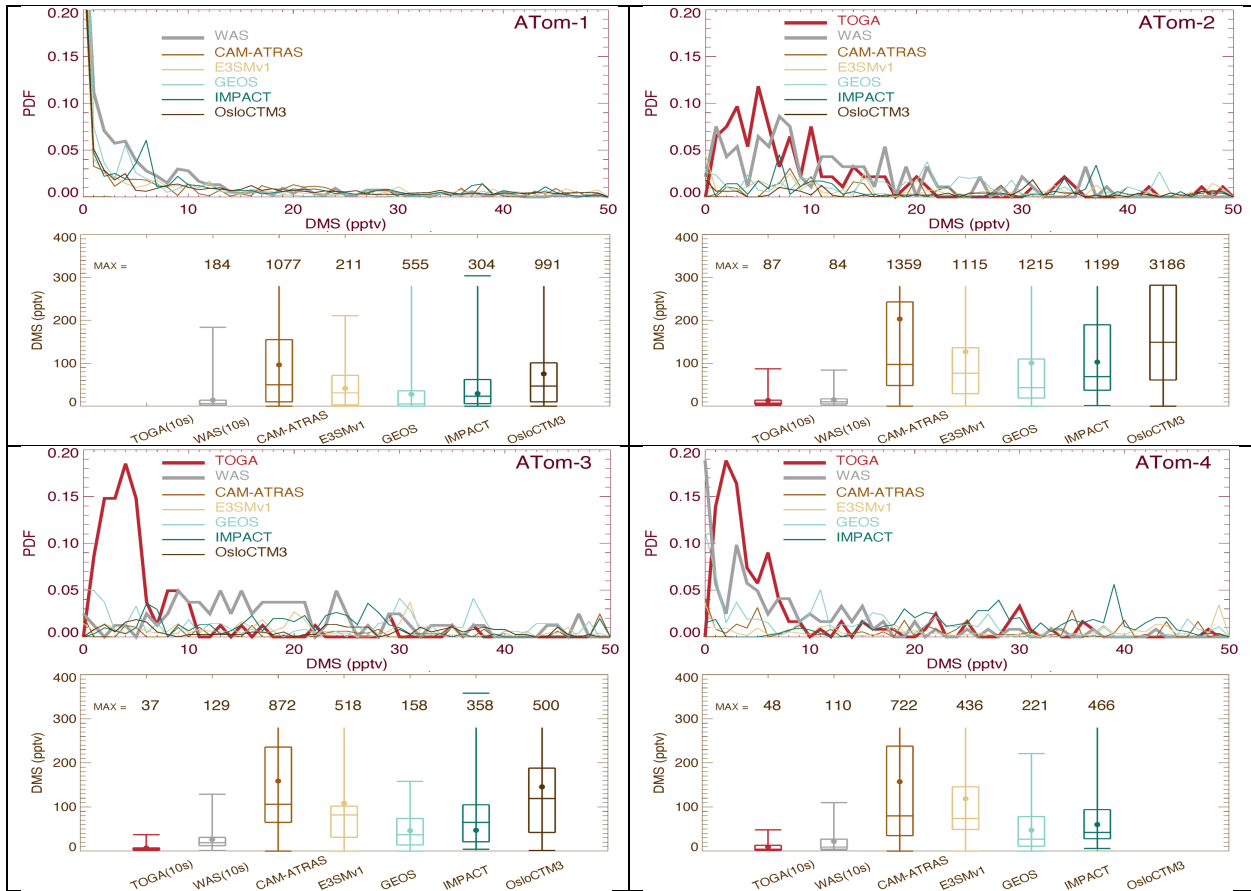 ATom-1
0.20
0.15
0.10
0.05
0.00
PDF
WAS
CAM-ATRAS
E3SMv1
GEOS
IMPACT
OsloCTM3
0 10 20 30 40 50
DMS (pptv)
400
300
200
100
0
DMS (pptv)
MAX = 184 1077 211 555 304 991
TOGA(10s) WAS(10s) CAM-ATRAS E3SMv1 GEOS IMPACT OsloCTM3
ATom-2
0.20
0.15
0.10
0.05
0.00
PDF
TOGA
WAS
CAM-ATRAS
E3SMv1
GEOS
IMPACT
OsloCTM3
0 10 20 30 40 50
DMS (pptv)
400
300
200
100
0
DMS (pptv)
MAX = 87 84 1359 1115 1215 1199 3186
TOGA(10s) WAS(10s) CAM-ATRAS E3SMv1 GEOS IMPACT OsloCTM3
ATom-3
0.20
0.15
0.10
0.05
0.00
PDF
TOGA
WAS
CAM-ATRAS
E3SMv1
GEOS
IMPACT
OsloCTM3
0 10 20 30 40 50
DMS (pptv)
400
300
200
100
0
DMS (pptv)
MAX = 37 129 872 518 158 358 500
TOGA(10s) WAS(10s) CAM-ATRAS E3SMv1 GEOS IMPACT OsloCTM3
ATom-4
0.20
0.15
0.10
0.05
0.00
PDF
TOGA
WAS
CAM-ATRAS
E3SMv1
GEOS
IMPACT
0 10 20 30 40 50
DMS (pptv)
400
300
200
100
0
DMS (pptv)
MAX = 48 110 722 436 221 466
TOGA(10s) WAS(10s) CAM-ATRAS E3SMv1 GEOS IMPACT OsloCTM3